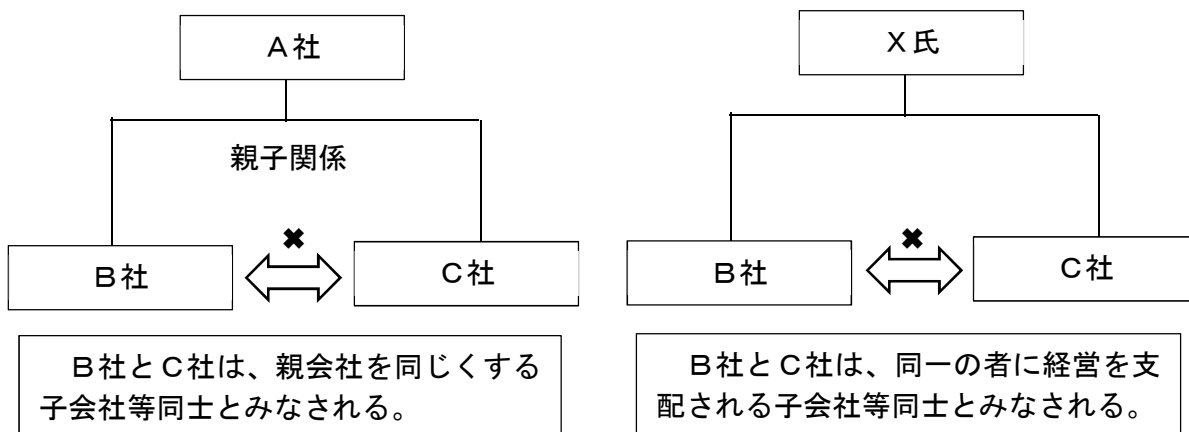 A社
親子関係
B社
✖
C社
B社とC社は、親会社を同じくする
子会社等同士とみなされる。
X氏
B社
✖
C社
B社とC社は、同一の者に経営を支
配される子会社等同士とみなされる。